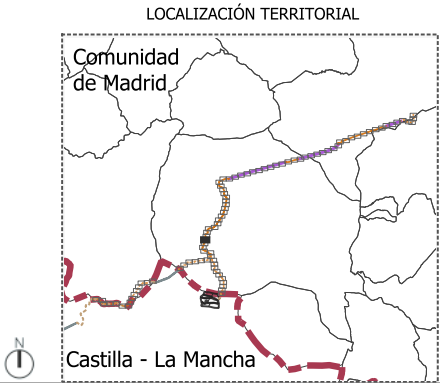 LOCALIZACIÓN TERRITORIAL
Comunidad
de Madrid
N
Castilla - La Mancha